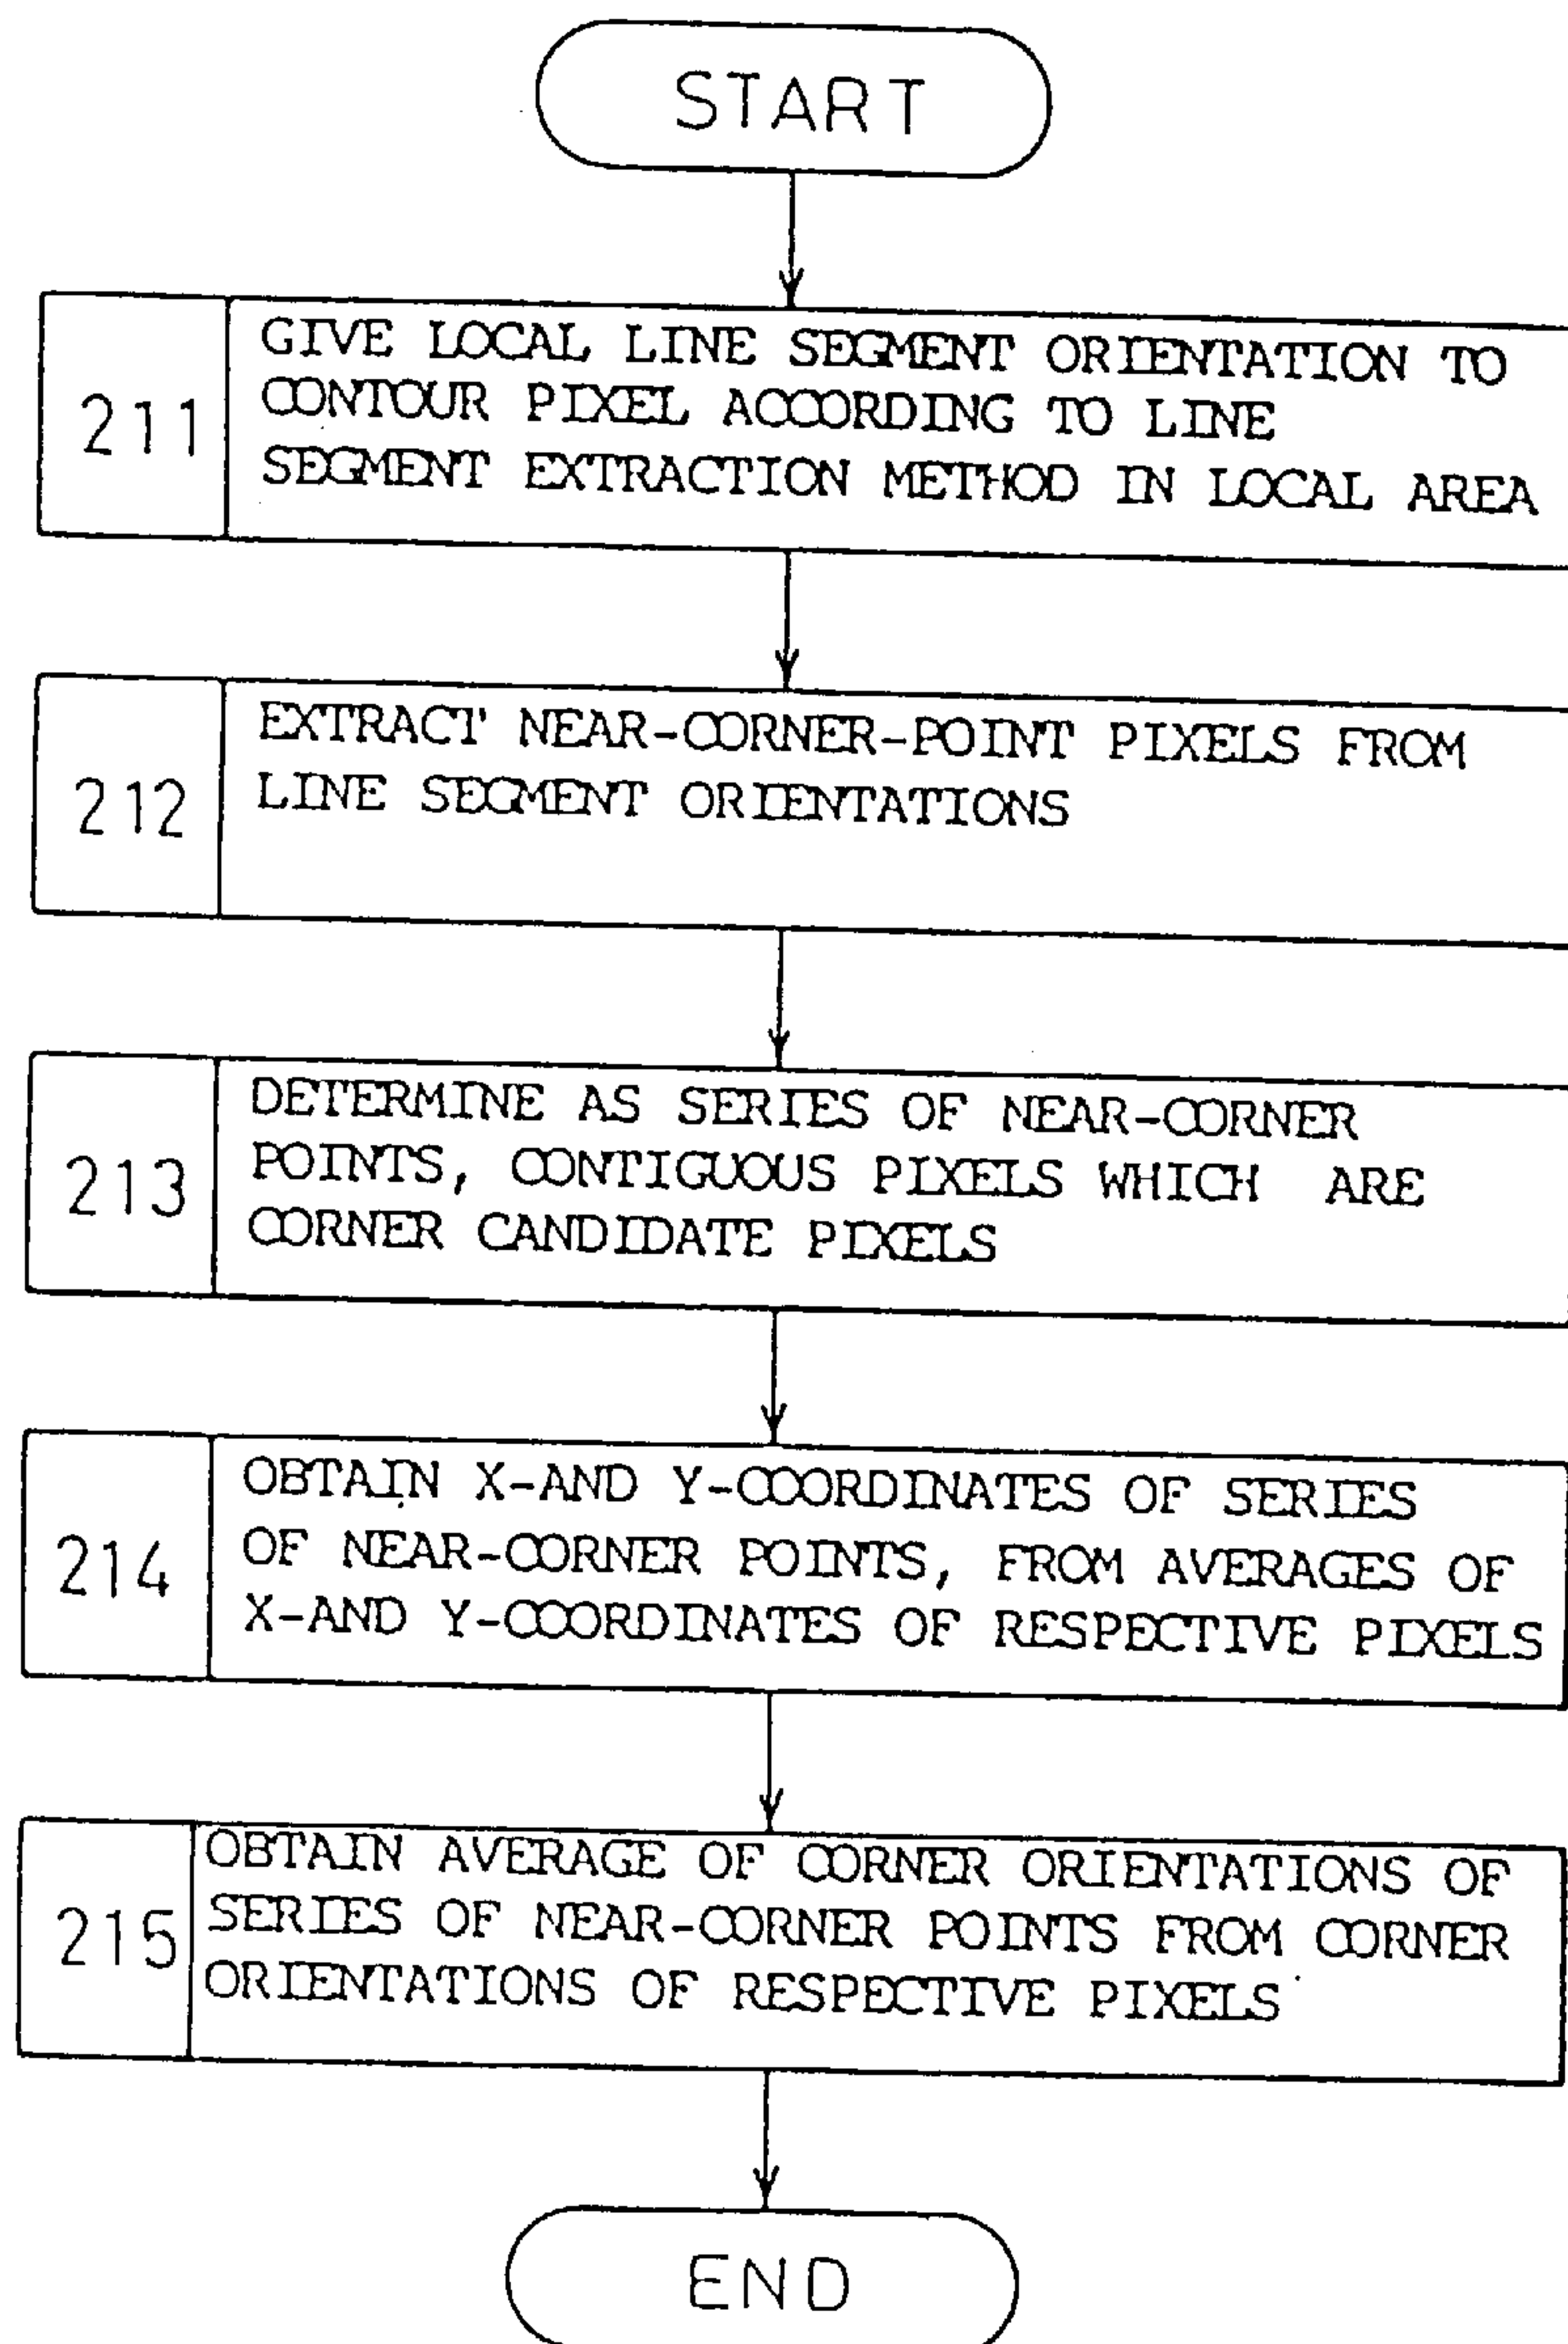 START
211
GIVE LOCAL LINE SEGMENT ORIENTATION TO
CONTOUR PIXEL ACCORDING TO LINE
SEGMENT EXTRACTION METHOD IN LOCAL AREA
212
EXTRACT NEAR-CORNER-POINT PIXELS FROM
LINE SEGMENT ORIENTATIONS
213
DETERMINE AS SERIES OF NEAR-CORNER
POINTS, CONTIGUOUS PIXELS WHICH ARE
CORNER CANDIDATE PIXELS
214
OBTAIN X-AND Y-COORDINATES OF SERIES
OF NEAR-CORNER POINTS, FROM AVERAGES OF
X-AND Y-COORDINATES OF RESPECTIVE PIXELS
215
OBTAIN AVERAGE OF CORNER ORIENTATIONS OF
SERIES OF NEAR-CORNER POINTS FROM CORNER
ORIENTATIONS OF RESPECTIVE PIXELS
END